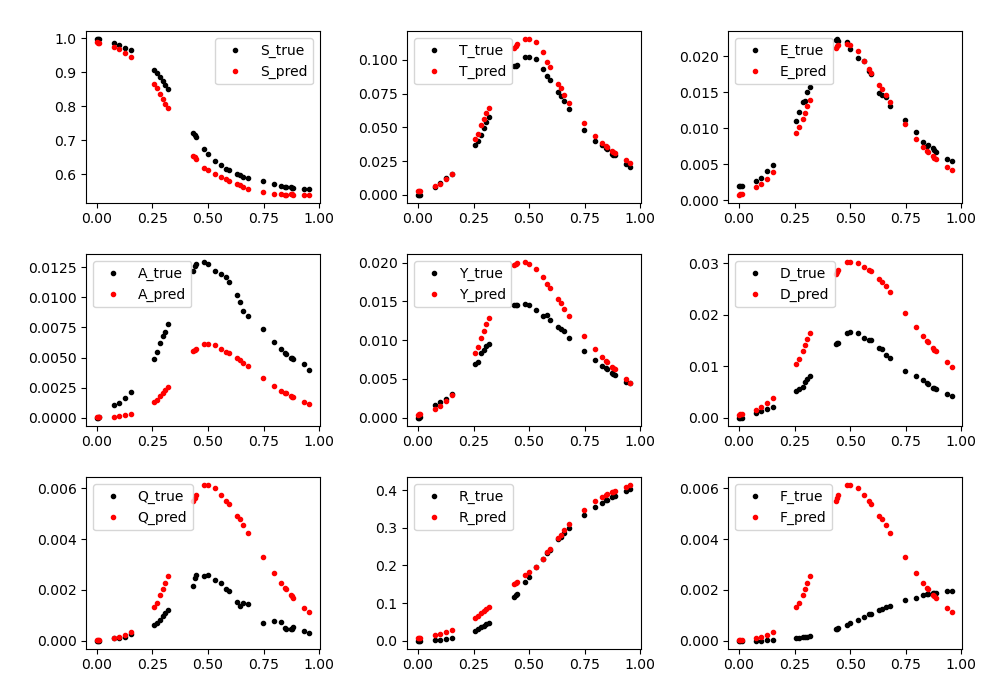 1.0
0.9
0.8
0.7
0.6
S_true
S_pred
0.00 0.25 0.50 0.75 1.00
0.100
0.075
0.050
0.025
0.000
T_true
T_pred
0.00 0.25 0.50 0.75 1.00
0.020
0.015
0.010
0.005
0.000
E_true
E_pred
0.00 0.25 0.50 0.75 1.00
0.0125
0.0100
0.0075
0.0050
0.0025
0.0000
A_true
A_pred
0.00 0.25 0.50 0.75 1.00
0.020
0.015
0.010
0.005
0.000
Y_true
Y_pred
0.00 0.25 0.50 0.75 1.00
0.03
0.02
0.01
0.00
D_true
D_pred
0.00 0.25 0.50 0.75 1.00
0.006
0.004
0.002
0.000
Q_true
Q_pred
0.00 0.25 0.50 0.75 1.00
0.4
0.3
0.2
0.1
0.0
R_true
R_pred
0.00 0.25 0.50 0.75 1.00
0.006
0.004
0.002
0.000
F_true
F_pred
0.00 0.25 0.50 0.75 1.00